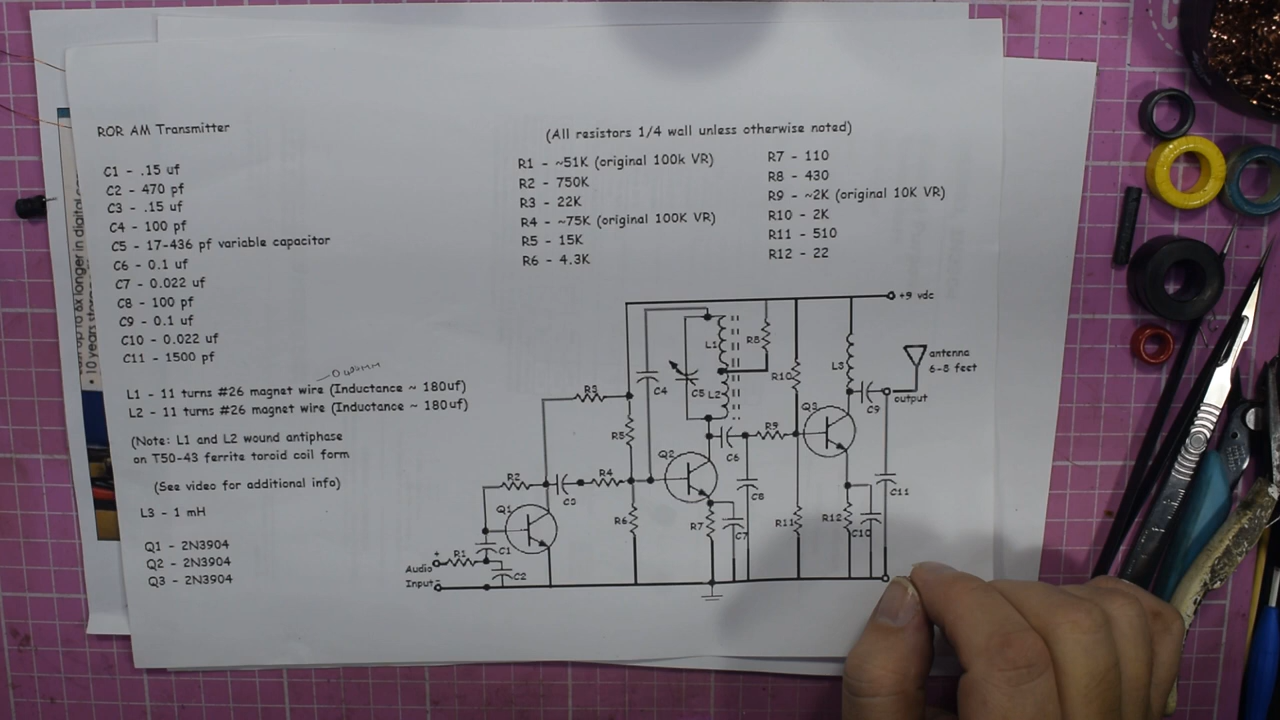 ROR AM Transmitter
C1 - .15 uf
C2 - 470 pf
C3 - .15 uf
C4 - 100 pf
C5 - 17-436 pf variable capacitor
C6 - 0.1 uf
C7 - 0.022 uf
C8 - 100 pf
C9 - 0.1 uf
C10 - 0.022 uf
C11 - 1500 pf
L1 - 11 turns #26 magnet wire (Inductance ~ 180uf)
L2 - 11 turns #26 magnet wire (Inductance ~ 180uf)
(Note: L1 and L2 wound antiphase
on T50-43 ferrite toroid coil form
(See video for additional info)
L3 - 1 mH
Q1 - 2N3904
Q2 - 2N3904
Q3 - 2N3904
(All resistors 1/4 wall unless otherwise noted)
R1 - ~51K (original 100k VR)
R2 - 750K
R3 - 22K
R4 - ~75K (original 100K VR)
R5 - 15K
R6 - 4.3K
R7 - 110
R8 - 430
R9 - ~2K (original 10K VR)
R10 - 2K
R11 - 510
R12 - 22
+9 vdc
L1
R8
L3
antenna
6-8 feet
C4
C5
R10
L2
R3
C9
output
Q3
R5
R9
Q2
C6
R2
R4
C3
C8
C11
Q1
R6
R7
C7
R11
R12
C10
C1
+
R1
Audio
C2
Input
-
10 years